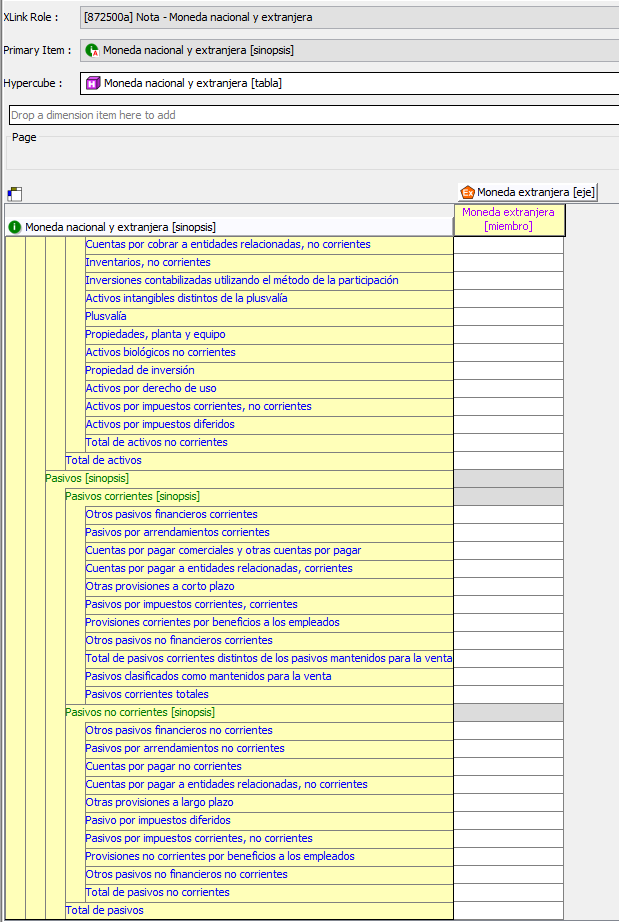 XLink Role :
[872500a] Nota - Moneda nacional y extranjera
Primary Item :
Moneda nacional y extranjera [sinopsis]
Hypercube :
Moneda nacional y extranjera [tabla]
Drop a dimension item here to add
Page
Moneda extranjera [eje]
Moneda nacional y extranjera [sinopsis]
Moneda extranjera
[miembro]
Cuentas por cobrar a entidades relacionadas, no corrientes
Inventarios, no corrientes
Inversiones contabilizadas utilizando el método de la participación
Activos intangibles distintos de la plusvalía
Plusvalía
Propiedades, planta y equipo
Activos biológicos no corrientes
Propiedad de inversión
Activos por derecho de uso
Activos por impuestos corrientes, no corrientes
Activos por impuestos diferidos
Total de activos no corrientes
Total de activos
Pasivos [sinopsis]
Pasivos corrientes [sinopsis]
Otros pasivos financieros corrientes
Pasivos por arrendamientos corrientes
Cuentas por pagar comerciales y otras cuentas por pagar
Cuentas por pagar a entidades relacionadas, corrientes
Otras provisiones a corto plazo
Pasivos por impuestos corrientes, corrientes
Provisiones corrientes por beneficios a los empleados
Otros pasivos no financieros corrientes
Total de pasivos corrientes distintos de los pasivos mantenidos para la venta
Pasivos clasificados como mantenidos para la venta
Pasivos corrientes totales
Pasivos no corrientes [sinopsis]
Otros pasivos financieros no corrientes
Pasivos por arrendamientos no corrientes
Cuentas por pagar no corrientes
Cuentas por pagar a entidades relacionadas, no corrientes
Otras provisiones a largo plazo
Pasivo por impuestos diferidos
Pasivos por impuestos corrientes, no corrientes
Provisiones no corrientes por beneficios a los empleados
Otros pasivos no financieros no corrientes
Total de pasivos no corrientes
Total de pasivos